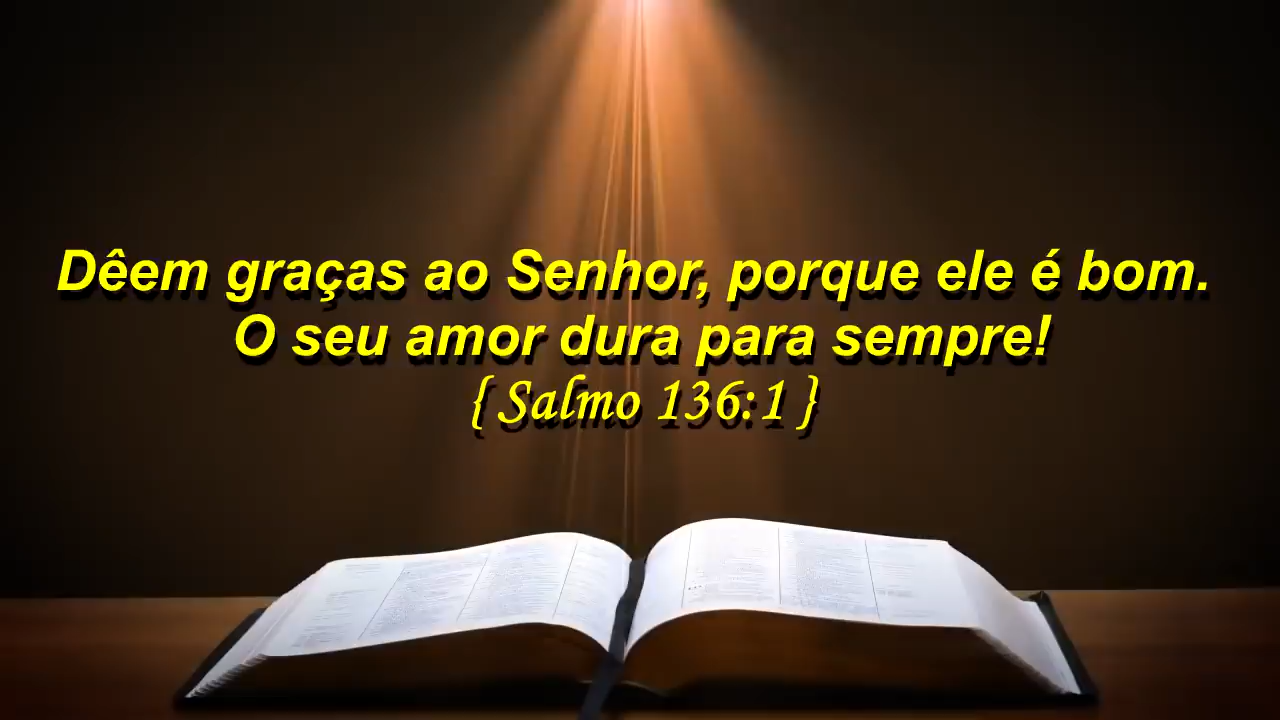 Dêem graças ao Senhor, porque ele é bom.
O seu amor dura para sempre!
{ Salmo 136:1 }